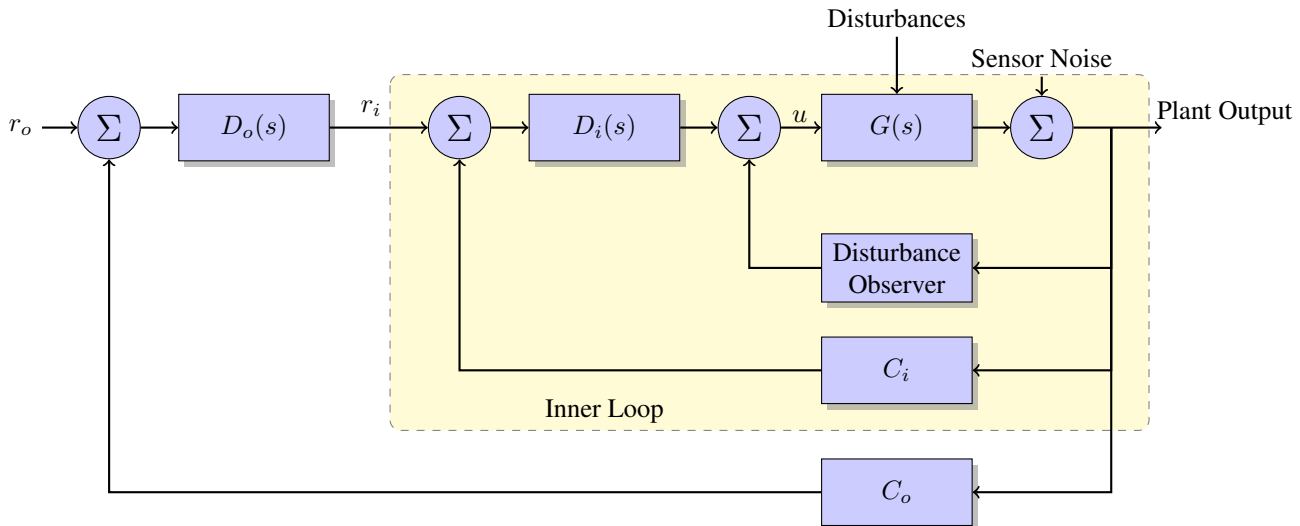 Disturbances
Sensor Noise
r_o
Σ
D_o(s)
r_i
Σ
D_i(s)
Σ
u
G(s)
Σ
Plant Output
Disturbance
Observer
C_i
Inner Loop
C_o